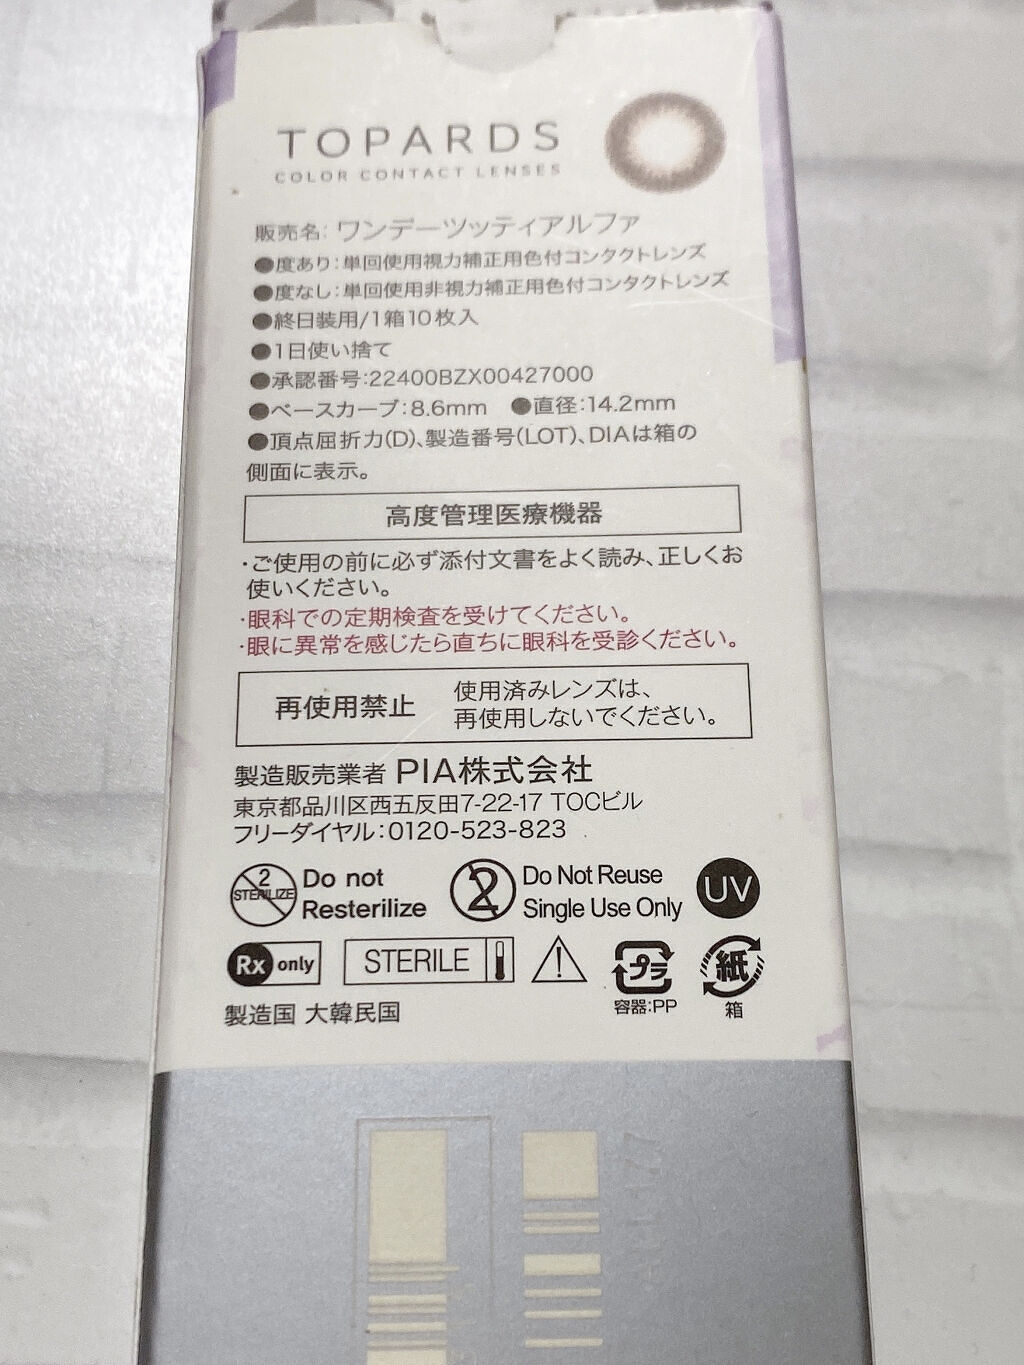 TOPARDS
COLOR CONTACT LENSES
販売名: ワンデーツッティアルファ
●度あり:単回使用視力補正用色付コンタクトレンズ
●度なし:単回使用非視力補正用色付コンタクトレンズ
●終日装用/1箱10枚入
●1日使い捨て
●承認番号:22400BZX00427000
●ベースカーブ:8.6mm ●直径:14.2mm
●頂点屈折力(D)、製造番号(LOT)、DIAは箱の
側面に表示。
高度管理医療機器
・ご使用の前に必ず添付文書をよく読み、正しくお
使いください。
・眼科での定期検査を受けてください。
・眼に異常を感じたら直ちに眼科を受診ください。
再使用禁止
使用済みレンズは、
再使用しないでください。
製造販売業者 PIA株式会社
東京都品川区西五反田7-22-17 TOCビル
フリーダイヤル:0120-523-823
2 STERILIZE
Do not
Resterilize
2
Do Not Reuse
Single Use Only
UV
Rx only
STERILE
!
プラ
容器:PP
紙
箱
製造国 大韓民国